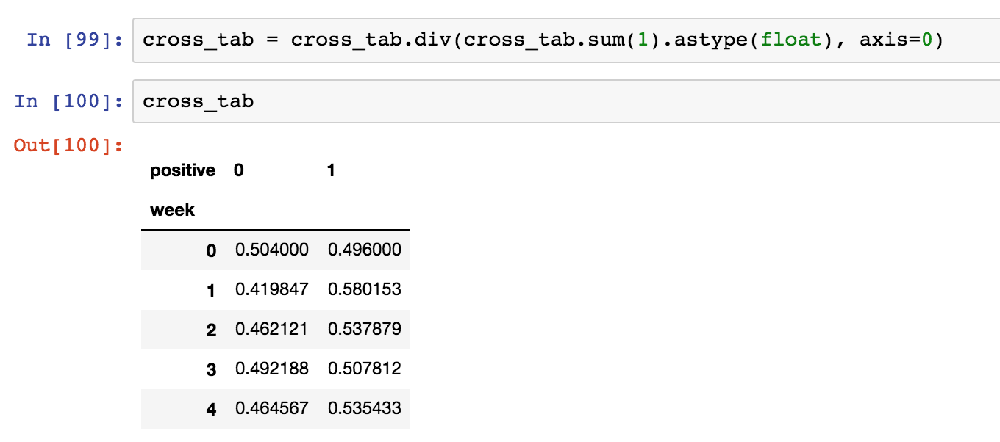 In [99]: cross_tab = cross_tab.div(cross_tab.sum(1).astype(float), axis=0)
In [100]: cross_tab
Out[100]:
positive 0 1
week
0 0.504000 0.496000
1 0.419847 0.580153
2 0.462121 0.537879
3 0.492188 0.507812
4 0.464567 0.535433